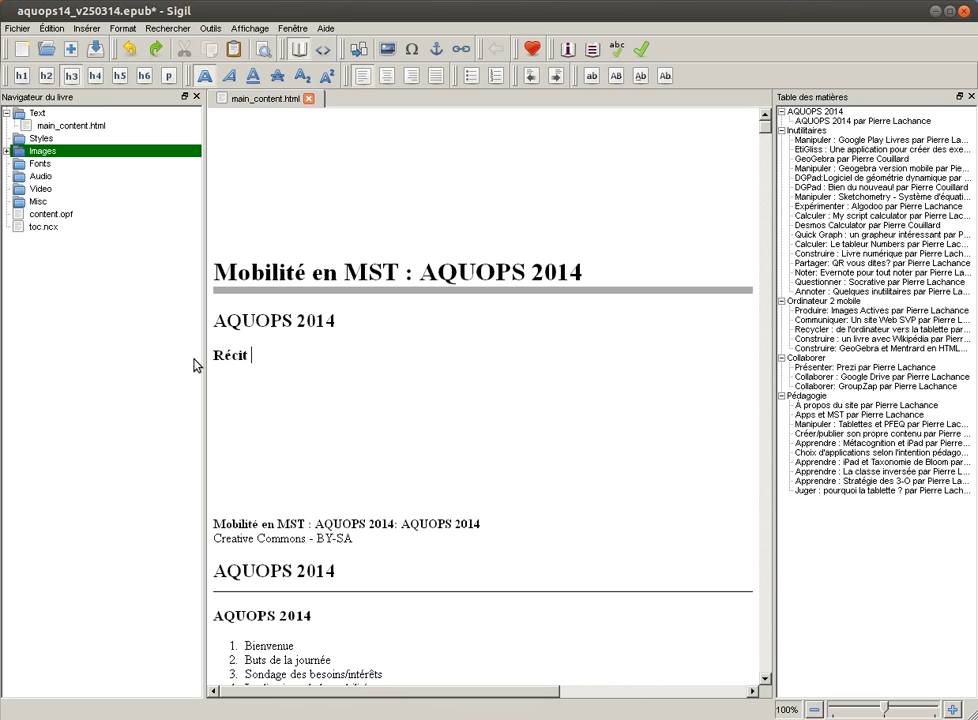 aquops14_v250314.epub* - Sigil
Fichier Édition Insérer Format Rechercher Outils Affichage Fenêtre Aide
h1 h2 h3 h4 h5 h6 p A A A A A₂ A² ab AB Ab Ab
Navigateur du livre
Text
main_content.html
Styles
Images
Fonts
Audio
Video
Misc
content.opf
toc.ncx
main_content.html
Mobilité en MST : AQUOPS 2014
AQUOPS 2014
Récit
Mobilité en MST : AQUOPS 2014: AQUOPS 2014
Creative Commons - BY-SA
AQUOPS 2014
AQUOPS 2014
1. Bienvenue
2. Buts de la journée
3. Sondage des besoins/intérêts
Table des matières
AQUOPS 2014
AQUOPS 2014 par Pierre Lachance
Inutilitaires
Manipuler : Google Play Livres par Pierre La...
EtiGliss : Une application pour créer des exe...
GeoGebra par Pierre Couillard
Manipuler : Geogebra version mobile par Pie...
DGPad:Logiciel de géométrie dynamique par ...
DGPad : Bien du nouveau! par Pierre Couillard
Manipuler : Sketchometry - Système d'équati...
Expérimenter : Algodoo par Pierre Lachance
Calculer : My script calculator par Pierre Lac...
Desmos Calculator par Pierre Couillard
Quick Graph : un grapheur intéressant par P...
Calculer: Le tableur Numbers par Pierre Lac...
Construire : Livre numérique par Pierre Lach...
Partager: QR vous dites? par Pierre Lachance
Noter: Evernote pour tout noter par Pierre La...
Questionner : Socrative par Pierre Lachance
Annoter : Quelques inutilitaires par Pierre La...
Ordinateur 2 mobile
Produire: Images Actives par Pierre Lachance
Communiquer: Un site Web SVP par Pierre L...
Recycler : de l'ordinateur vers la tablette par...
Construire : un livre avec Wikipédia par Pierr...
Construire: GeoGebra et Mentrard en HTML...
Collaborer
Présenter: Prezi par Pierre Lachance
Collaborer : Google Drive par Pierre Lachance
Collaborer: GroupZap par Pierre Lachance
Pédagogie
À propos du site par Pierre Lachance
Apps et MST par Pierre Lachance
Manipuler : Tablettes et PFEQ par Pierre Lac...
Créer/publier son propre contenu par Pierre ...
Apprendre : Métacognition et iPad par Pierre...
Choix d'applications selon l'intention pédago...
Apprendre : iPad et Taxonomie de Bloom par...
Apprendre : La classe inversée par Pierre L...
Apprendre : Stratégie des 3-O par Pierre La...
Juger : pourquoi la tablette ? par Pierre Lach...
100%